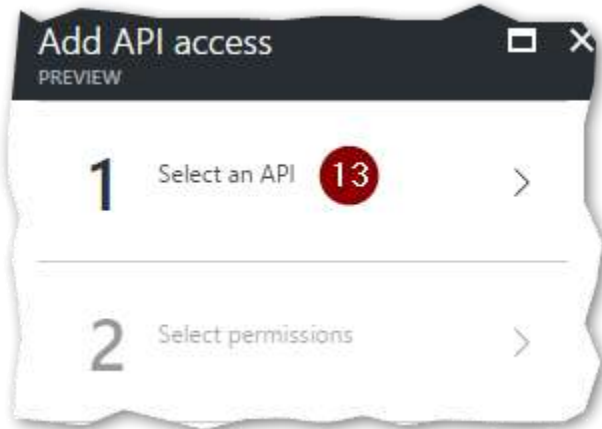 Add API access
PREVIEW
1 Select an API 13
2 Select permissions